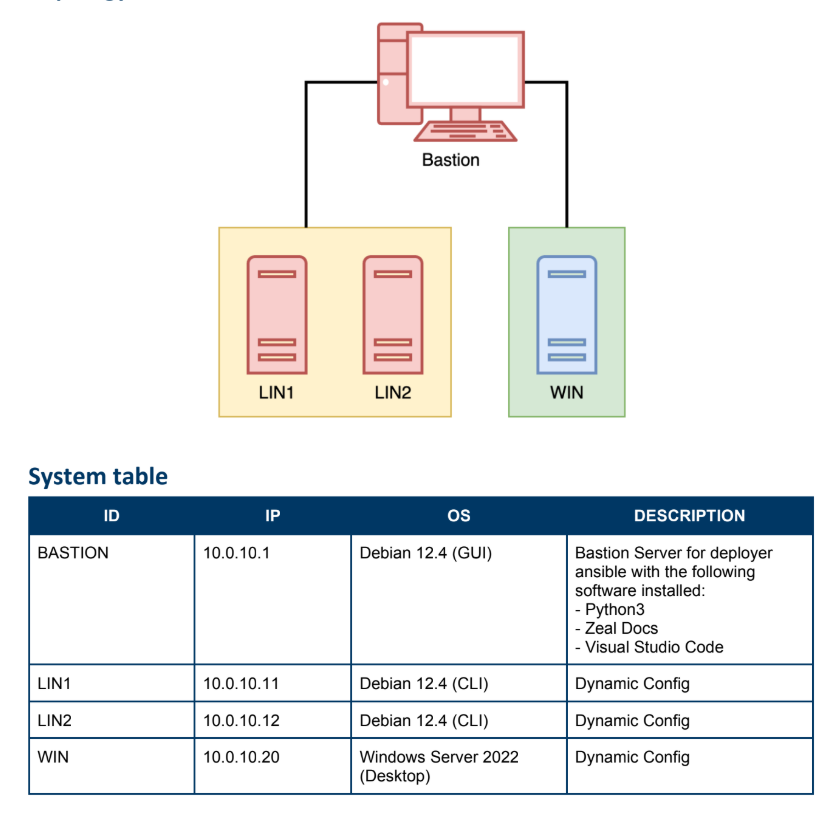 Bastion
LIN1
LIN2
WIN
System table
ID
IP
OS
DESCRIPTION
BASTION
10.0.10.1
Debian 12.4 (GUI)
Bastion Server for deployer
ansible with the following
software installed:
- Python3
- Zeal Docs
- Visual Studio Code
LIN1
10.0.10.11
Debian 12.4 (CLI)
Dynamic Config
LIN2
10.0.10.12
Debian 12.4 (CLI)
Dynamic Config
WIN
10.0.10.20
Windows Server 2022
(Desktop)
Dynamic Config